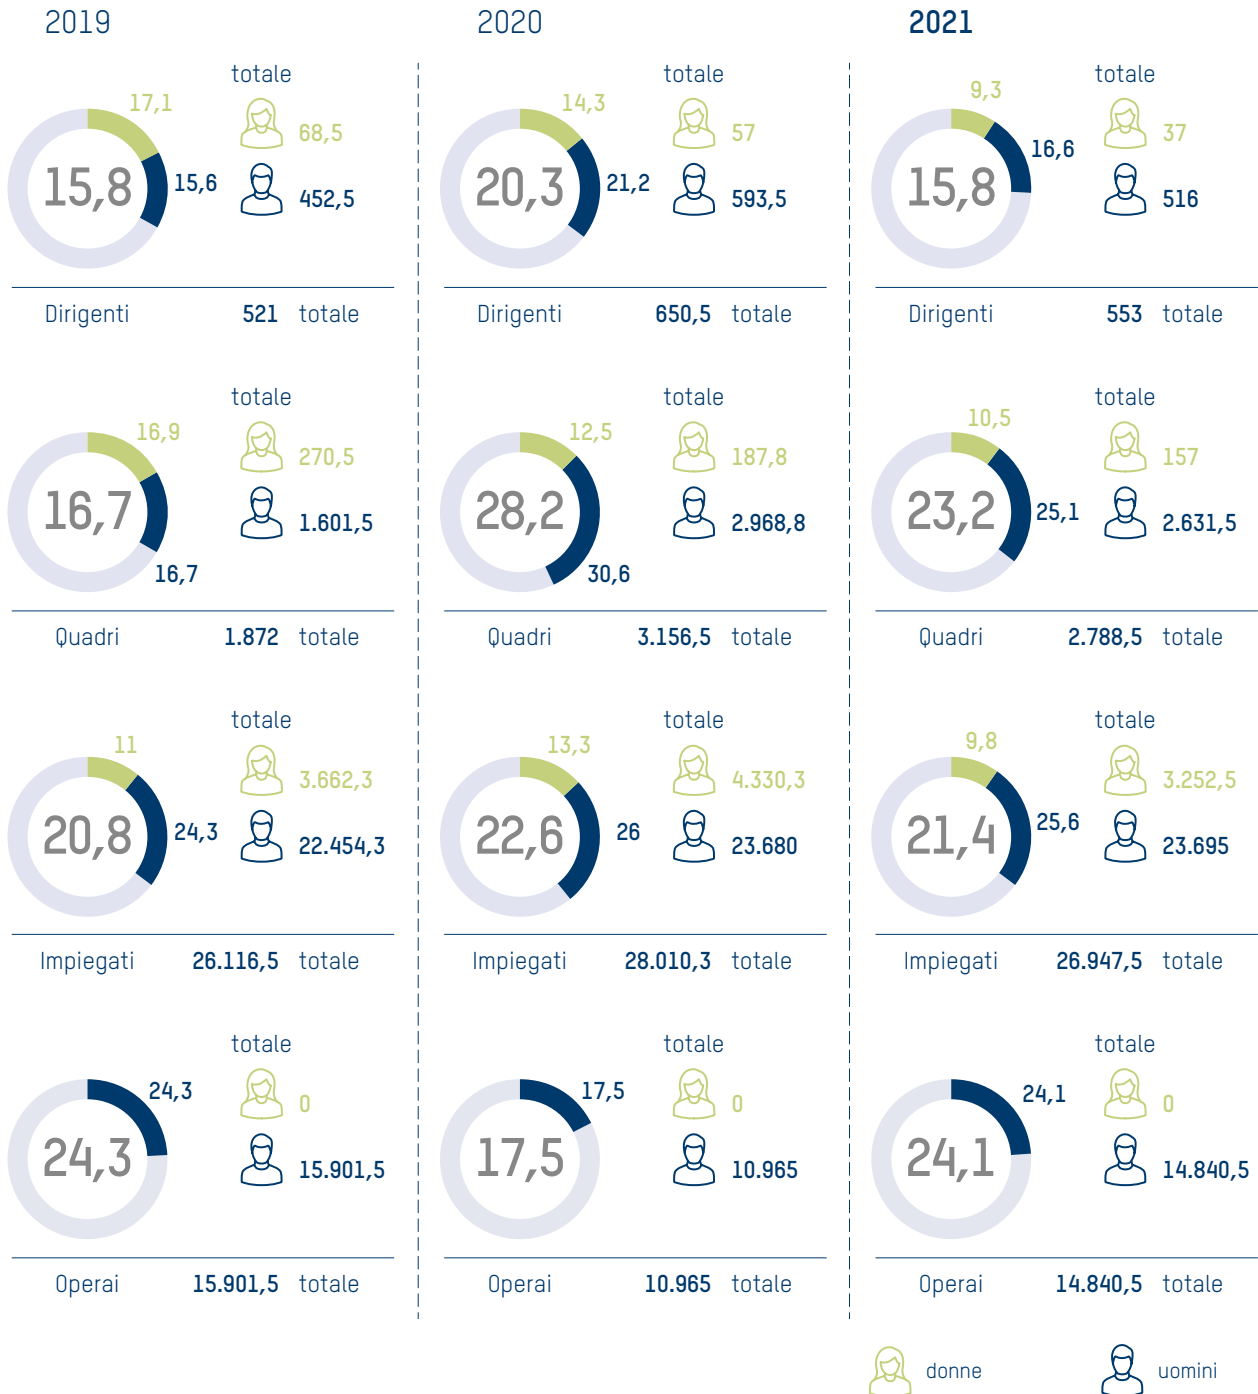 2019
totale
17,1
68,5
15,8
15,6
452,5
Dirigenti 521 totale
totale
16,9
270,5
16,7
1.601,5
16,7
Quadri 1.872 totale
totale
11
3.662,3
20,8
24,3
22.454,3
Impiegati 26.116,5 totale
totale
24,3
0
24,3
15.901,5
Operai 15.901,5 totale
2020
totale
14,3
57
20,3
21,2
593,5
Dirigenti 650,5 totale
totale
12,5
187,8
28,2
2.968,8
30,6
Quadri 3.156,5 totale
totale
13,3
4.330,3
22,6
26
23.680
Impiegati 28.010,3 totale
totale
17,5
0
17,5
10.965
Operai 10.965 totale
2021
totale
9,3
37
16,6
15,8
516
Dirigenti 553 totale
totale
10,5
157
23,2
25,1
2.631,5
Quadri 2.788,5 totale
totale
9,8
3.252,5
21,4
25,6
23.695
Impiegati 26.947,5 totale
totale
24,1
0
24,1
14.840,5
Operai 14.840,5 totale
donne uomini